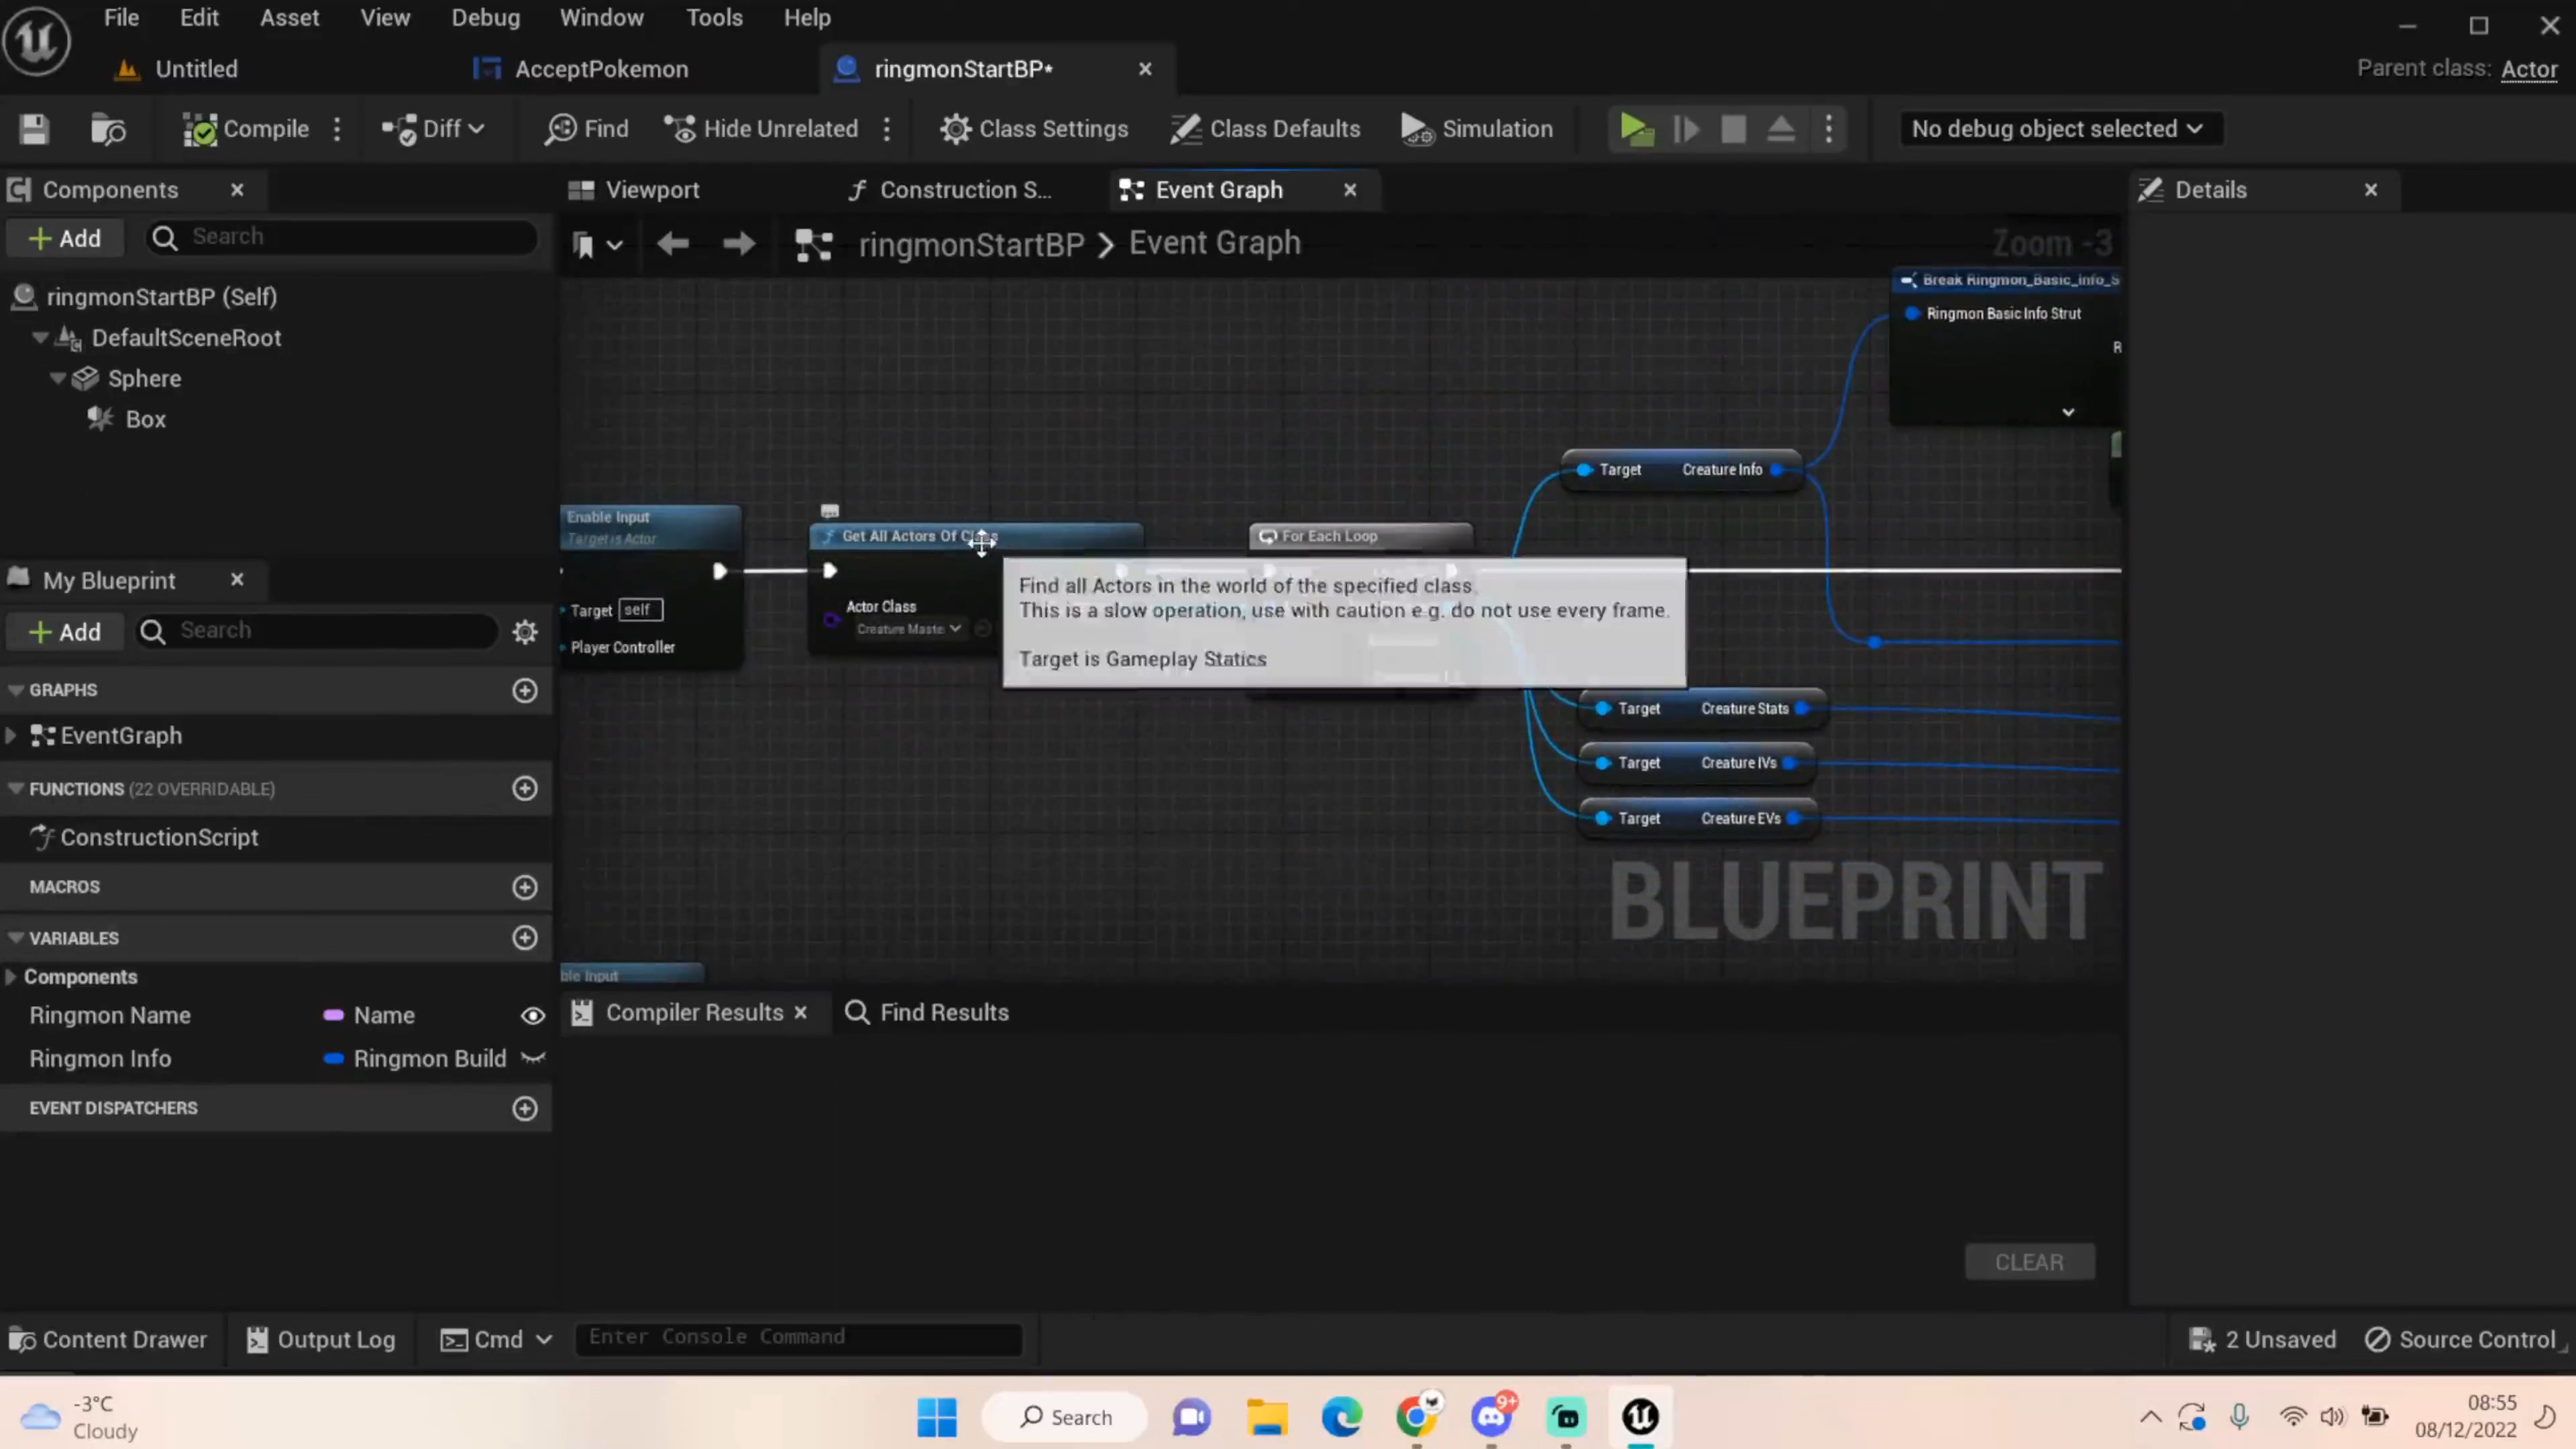 File Edit Asset View Debug Window Tools Help
Untitled AcceptPokemon ringmonStartBP* Parent class: Actor
Compile Diff Find Hide Unrelated Class Settings Class Defaults Simulation No debug object selected
Components Viewport Construction S... Event Graph Details
Add Search
ringmonStartBP > Event Graph Zoom -3
ringmonStartBP (Self)
DefaultSceneRoot
Sphere
Box
Break Ringmon_Basic_Info_S
Ringmon Basic Info Strut
R
Target Creature Info
Enable Input
Target is Actor
Target self
Player Controller
Get All Actors Of Class
Actor Class
Creature Maste
For Each Loop
Find all Actors in the world of the specified class.
This is a slow operation, use with caution e.g. do not use every frame.
Target is Gameplay Statics
Target Creature Stats
Target Creature IVs
Target Creature EVs
BLUEPRINT
ble Input
My Blueprint
Add Search
GRAPHS
EventGraph
FUNCTIONS (22 OVERRIDABLE)
ConstructionScript
MACROS
VARIABLES
Components
Ringmon Name Name
Ringmon Info Ringmon Build
EVENT DISPATCHERS
Compiler Results Find Results
CLEAR
Content Drawer Output Log Cmd Enter Console Command 2 Unsaved Source Control
-3°C
Cloudy
Search
9+
08:55
08/12/2022